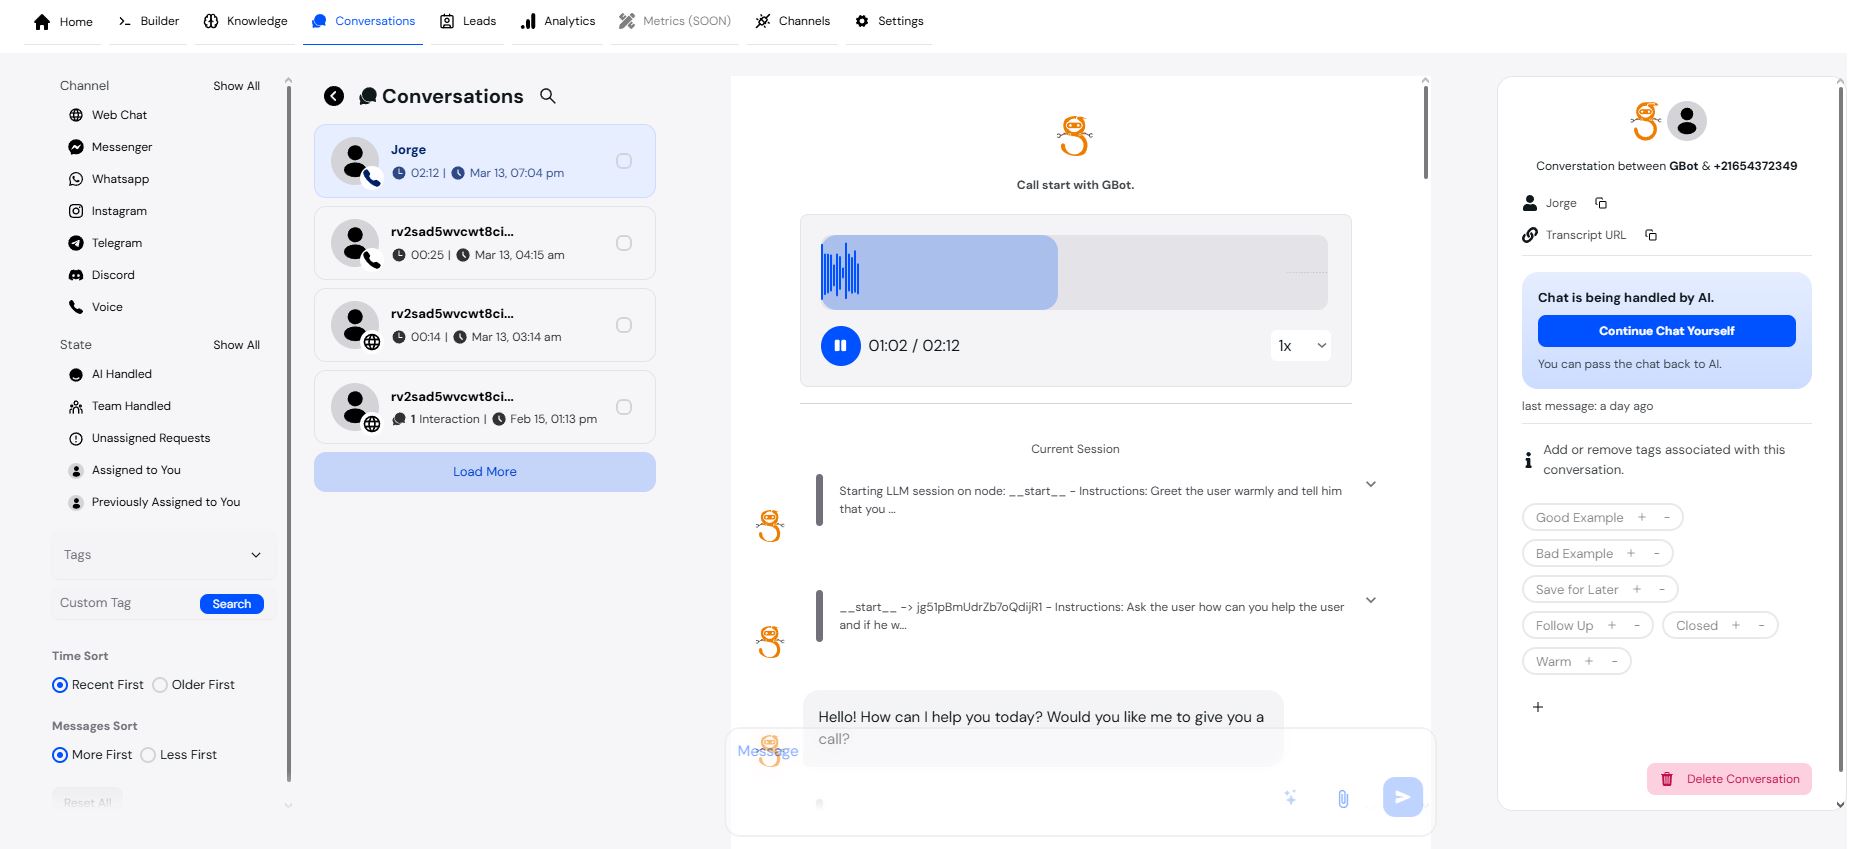 Home
Builder
Knowledge
Conversations
Leads
Analytics
Metrics (SOON)
Channels
Settings
Channel Show All
Web Chat
Messenger
Whatsapp
Instagram
Telegram
Discord
Voice
State Show All
AI Handled
Team Handled
Unassigned Requests
Assigned to You
Previously Assigned to You
Tags
Custom Tag Search
Time Sort
Recent First Older First
Messages Sort
More First Less First
Reset All
Conversations
Jorge
02:12 | Mar 13, 07:04 pm
rv2sad5wvcwt8ci...
00:25 | Mar 13, 04:15 am
rv2sad5wvcwt8ci...
00:14 | Mar 13, 03:14 am
rv2sad5wvcwt8ci...
1 Interaction | Feb 15, 01:13 pm
Load More
Call start with GBot.
01:02 / 02:12 1x
Current Session
Starting LLM session on node: __start__ - Instructions: Greet the user warmly and tell him
that you ...
__start__ -> jg51pBmUdrZb7oQdijR1 - Instructions: Ask the user how can you help the user
and if he w...
Hello! How can I help you today? Would you like me to give you a
call?
Message
Converstation between GBot & +21654372349
Jorge
Transcript URL
Chat is being handled by AI.
Continue Chat Yourself
You can pass the chat back to AI.
last message: a day ago
Add or remove tags associated with this
conversation.
Good Example + -
Bad Example + -
Save for Later + -
Follow Up + - Closed + -
Warm + -
+
Delete Conversation